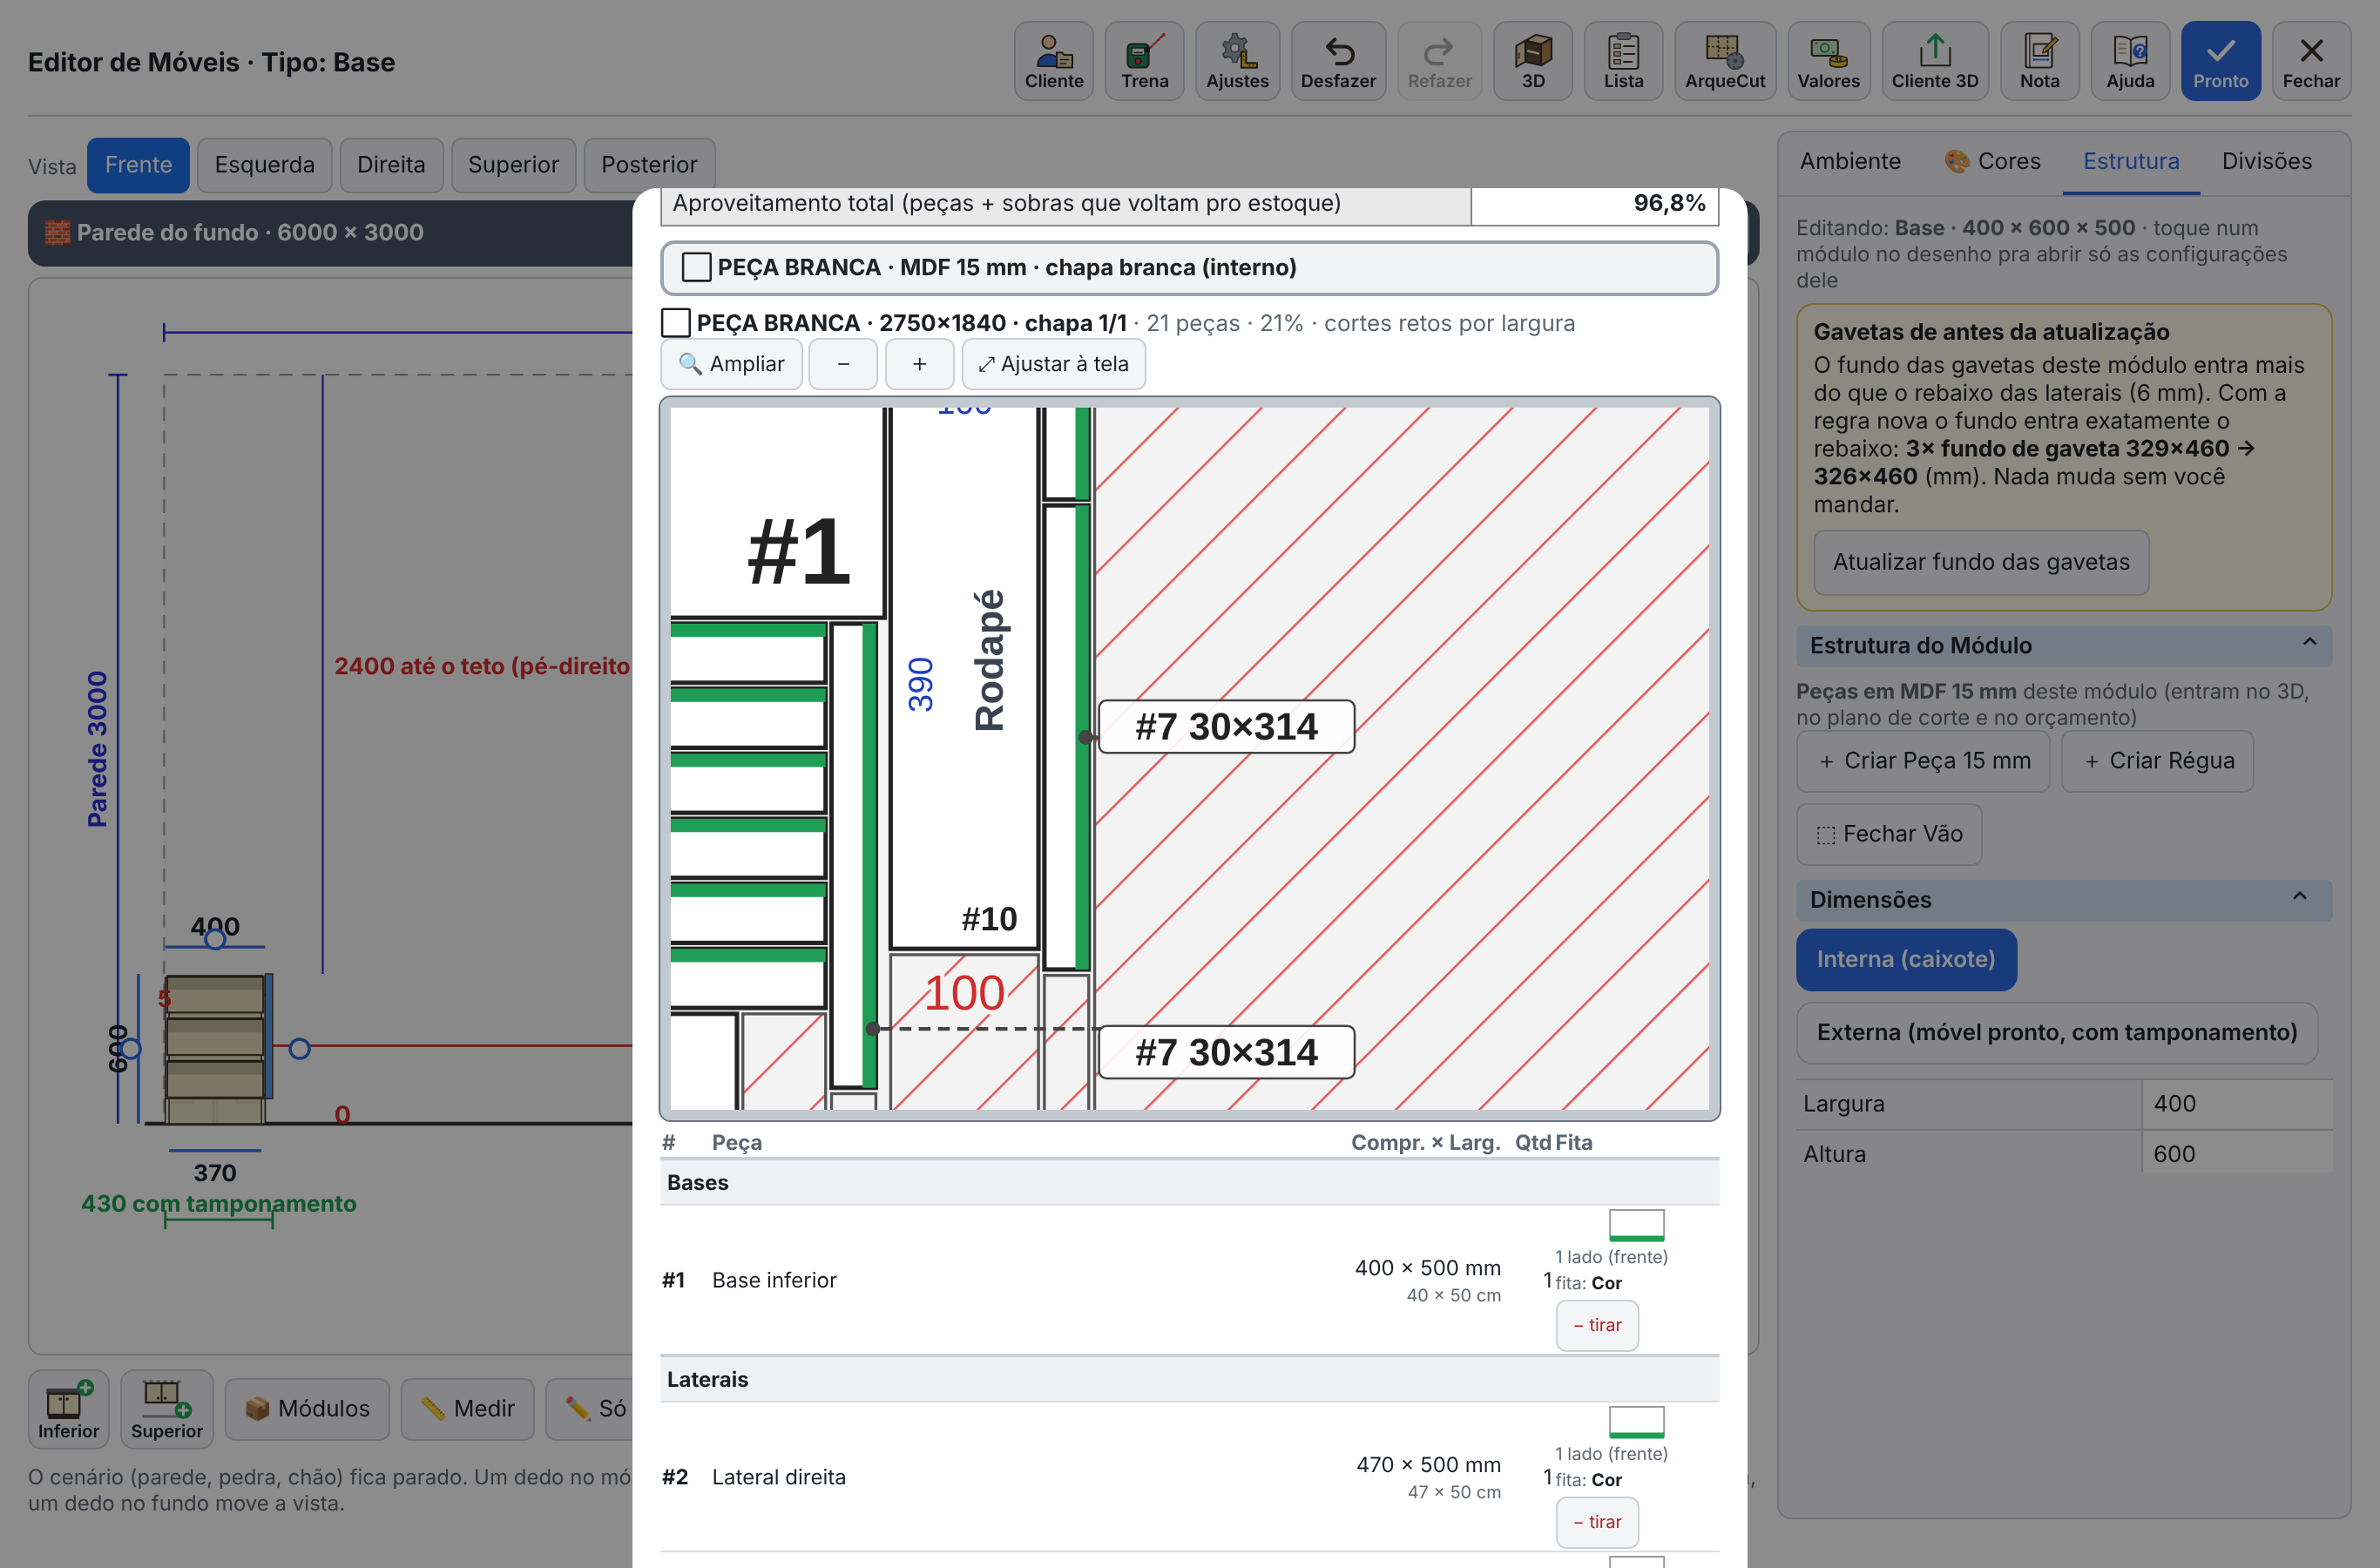 Editor de Móveis · Tipo: Base
Cliente
Trena
Ajustes
Desfazer
Refazer
3D
Lista
ArqueCut
Valores
Cliente 3D
Nota
Ajuda
Pronto
Fechar
Vista
Frente
Esquerda
Direita
Superior
Posterior
Parede do fundo · 6000 × 3000
Parede 3000
2400 até o teto (pé-direito
400
5
600
0
370
430 com tamponamento
Inferior
Superior
Módulos
Medir
Só
O cenário (parede, pedra, chão) fica parado. Um dedo no mó
um dedo no fundo move a vista.
Aproveitamento total (peças + sobras que voltam pro estoque)
96,8%
PEÇA BRANCA · MDF 15 mm · chapa branca (interno)
PEÇA BRANCA · 2750×1840 · chapa 1/1 · 21 peças · 21% · cortes retos por largura
Ampliar
−
+
Ajustar à tela
100
#1
390
Rodapé
#10
#7 30×314
100
#7 30×314
# Peça Compr. × Larg. Qtd Fita
Bases
#1 Base inferior
400 × 500 mm
40 × 50 cm
1
1 lado (frente)
fita: Cor
− tirar
Laterais
#2 Lateral direita
470 × 500 mm
47 × 50 cm
1
1 lado (frente)
fita: Cor
− tirar
Ambiente
Cores
Estrutura
Divisões
Editando: Base · 400 × 600 × 500 · toque num
módulo no desenho pra abrir só as configurações
dele
Gavetas de antes da atualização
O fundo das gavetas deste módulo entra mais
do que o rebaixo das laterais (6 mm). Com a
regra nova o fundo entra exatamente o
rebaixo: 3× fundo de gaveta 329×460 →
326×460 (mm). Nada muda sem você
mandar.
Atualizar fundo das gavetas
Estrutura do Módulo
Peças em MDF 15 mm deste módulo (entram no 3D,
no plano de corte e no orçamento)
+ Criar Peça 15 mm
+ Criar Régua
Fechar Vão
Dimensões
Interna (caixote)
Externa (móvel pronto, com tamponamento)
Largura 400
Altura 600